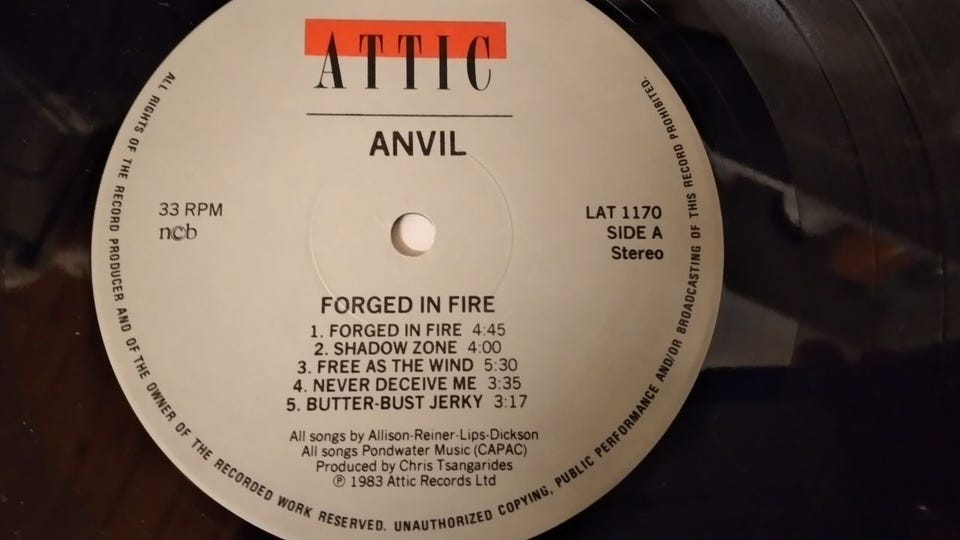 ATTIC
ANVIL
33 RPM
ncb
LAT 1170
SIDE A
Stereo
FORGED IN FIRE
1. FORGED IN FIRE 4:45
2. SHADOW ZONE 4:00
3. FREE AS THE WIND 5:30
4. NEVER DECEIVE ME 3:35
5. BUTTER-BUST JERKY 3:17
All songs by Allison-Reiner-Lips-Dickson
All songs Pondwater Music (CAPAC)
Produced by Chris Tsangarides
℗ 1983 Attic Records Ltd
ALL RIGHTS OF THE RECORD PRODUCER AND OF THE OWNER OF THE RECORDED WORK RESERVED. UNAUTHORIZED COPYING, PUBLIC PERFORMANCE AND/OR BROADCASTING OF THIS RECORD PROHIBITED.